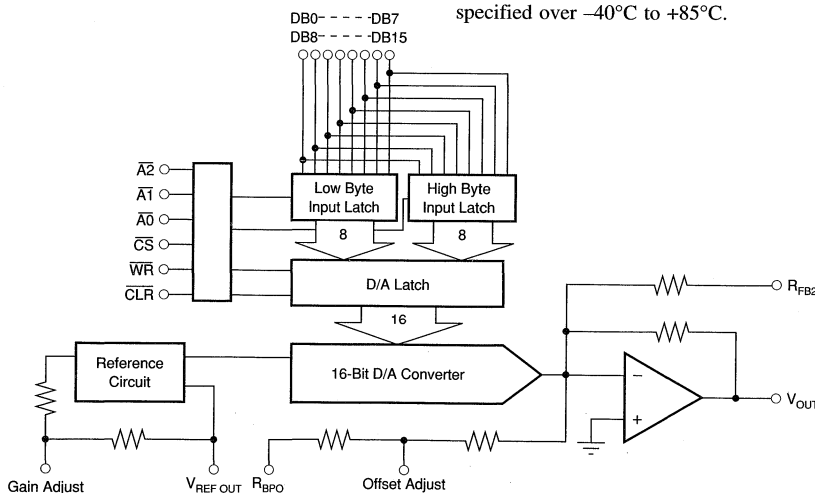 specified over –40°C to +85°C.
DB0- - - - - -DB7
DB8- - - - - -DB15
A2
A1
A0
CS
WR
CLR
Low Byte
Input Latch
High Byte
Input Latch
8
8
D/A Latch
16
Reference
Circuit
16-Bit D/A Converter
RFB2
–
+
VOUT
Gain Adjust
VREF OUT
RBPO
Offset Adjust